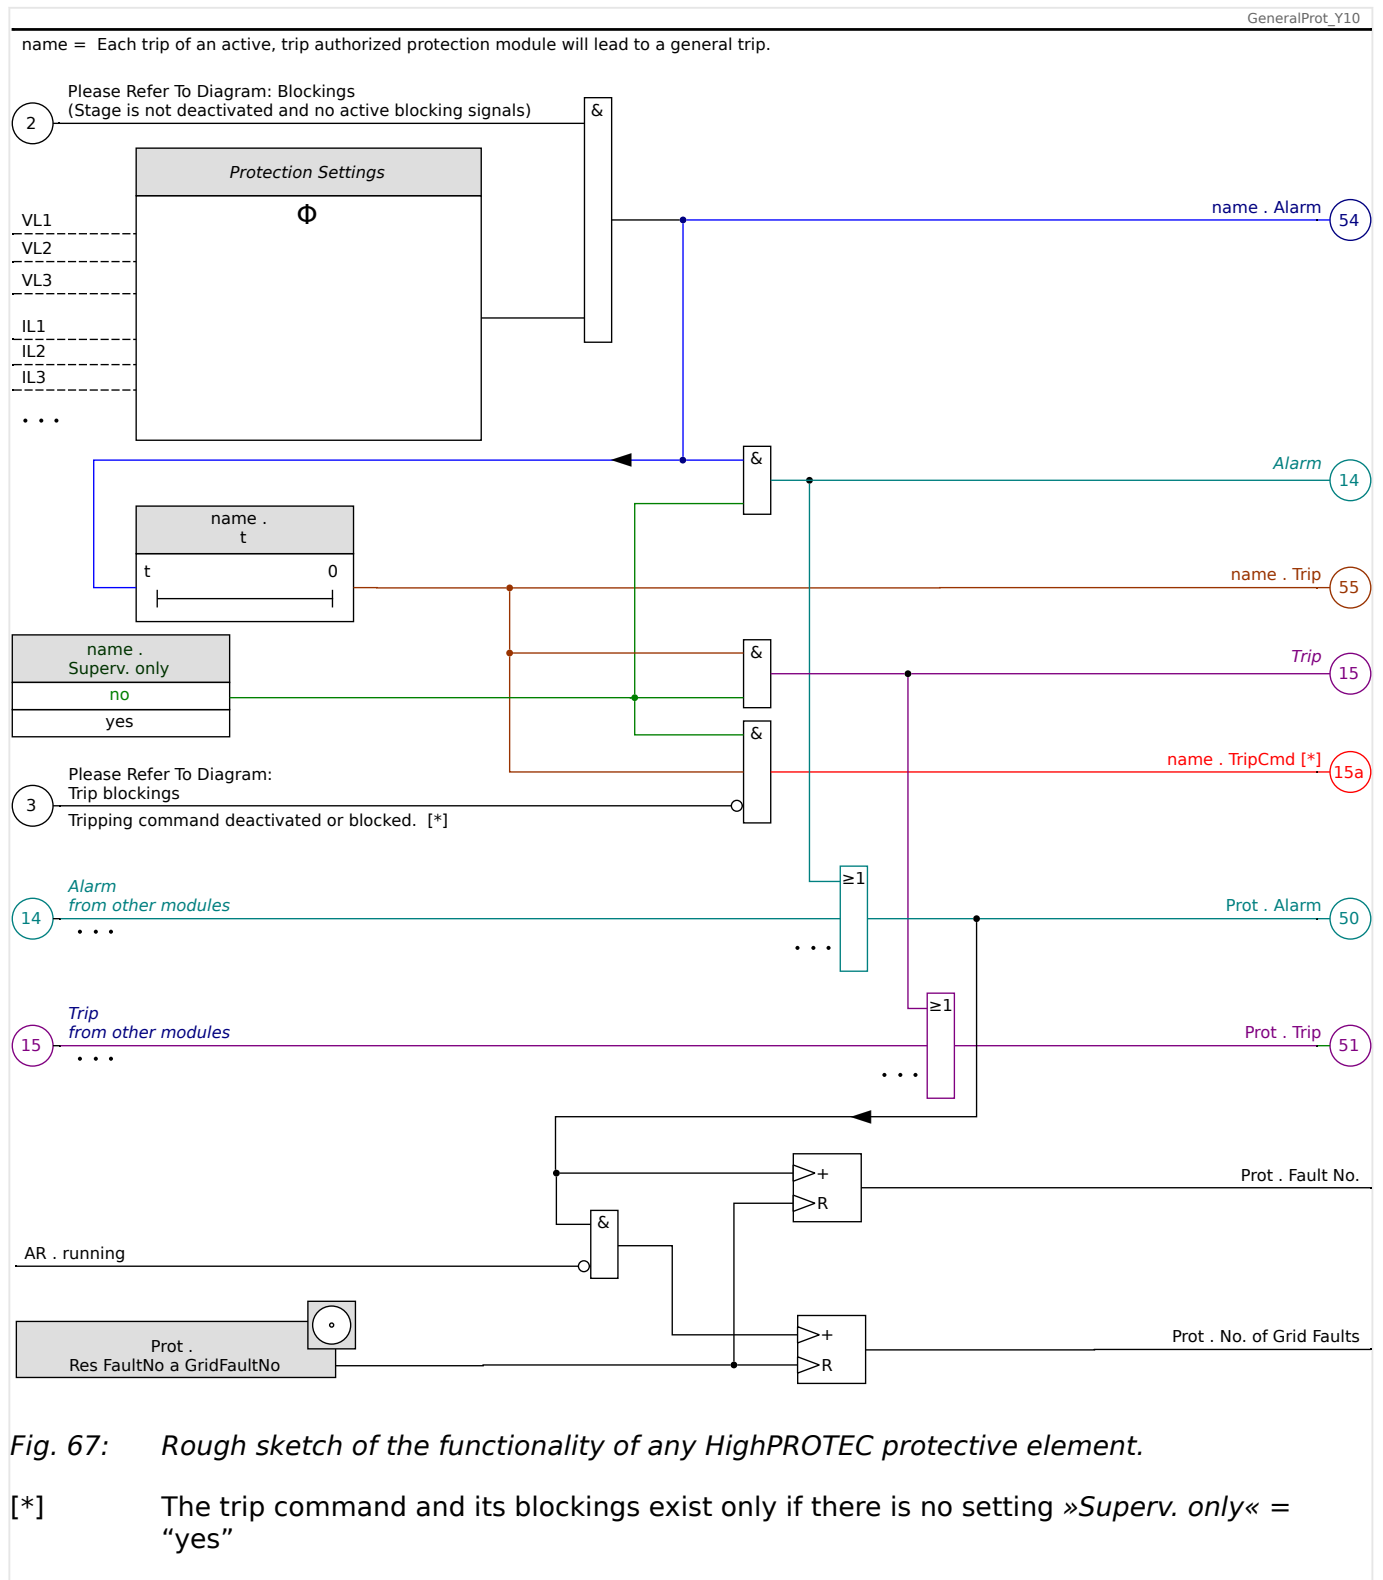 GeneralProt_Y10
name = Each trip of an active, trip authorized protection module will lead to a general trip.
Please Refer To Diagram: Blockings
(Stage is not deactivated and no active blocking signals)
2
&
Protection Settings
Φ
VL1
VL2
VL3
IL1
IL2
IL3
. . .
name . Alarm
54
&
Alarm
14
name .
t
t 0
name . Trip
55
name .
Superv. only
no
yes
&
Trip
15
&
name . TripCmd [*]
15a
Please Refer To Diagram:
Trip blockings
3
Tripping command deactivated or blocked. [*]
Alarm
from other modules
14
. . .
≥1
. . .
Prot . Alarm
50
Trip
from other modules
15
. . .
≥1
. . .
Prot . Trip
51
+
R
Prot . Fault No.
&
AR . running
Prot .
Res FaultNo a GridFaultNo
+
R
Prot . No. of Grid Faults
Fig. 67: Rough sketch of the functionality of any HighPROTEC protective element.
[*] The trip command and its blockings exist only if there is no setting »Superv. only« =
“yes”